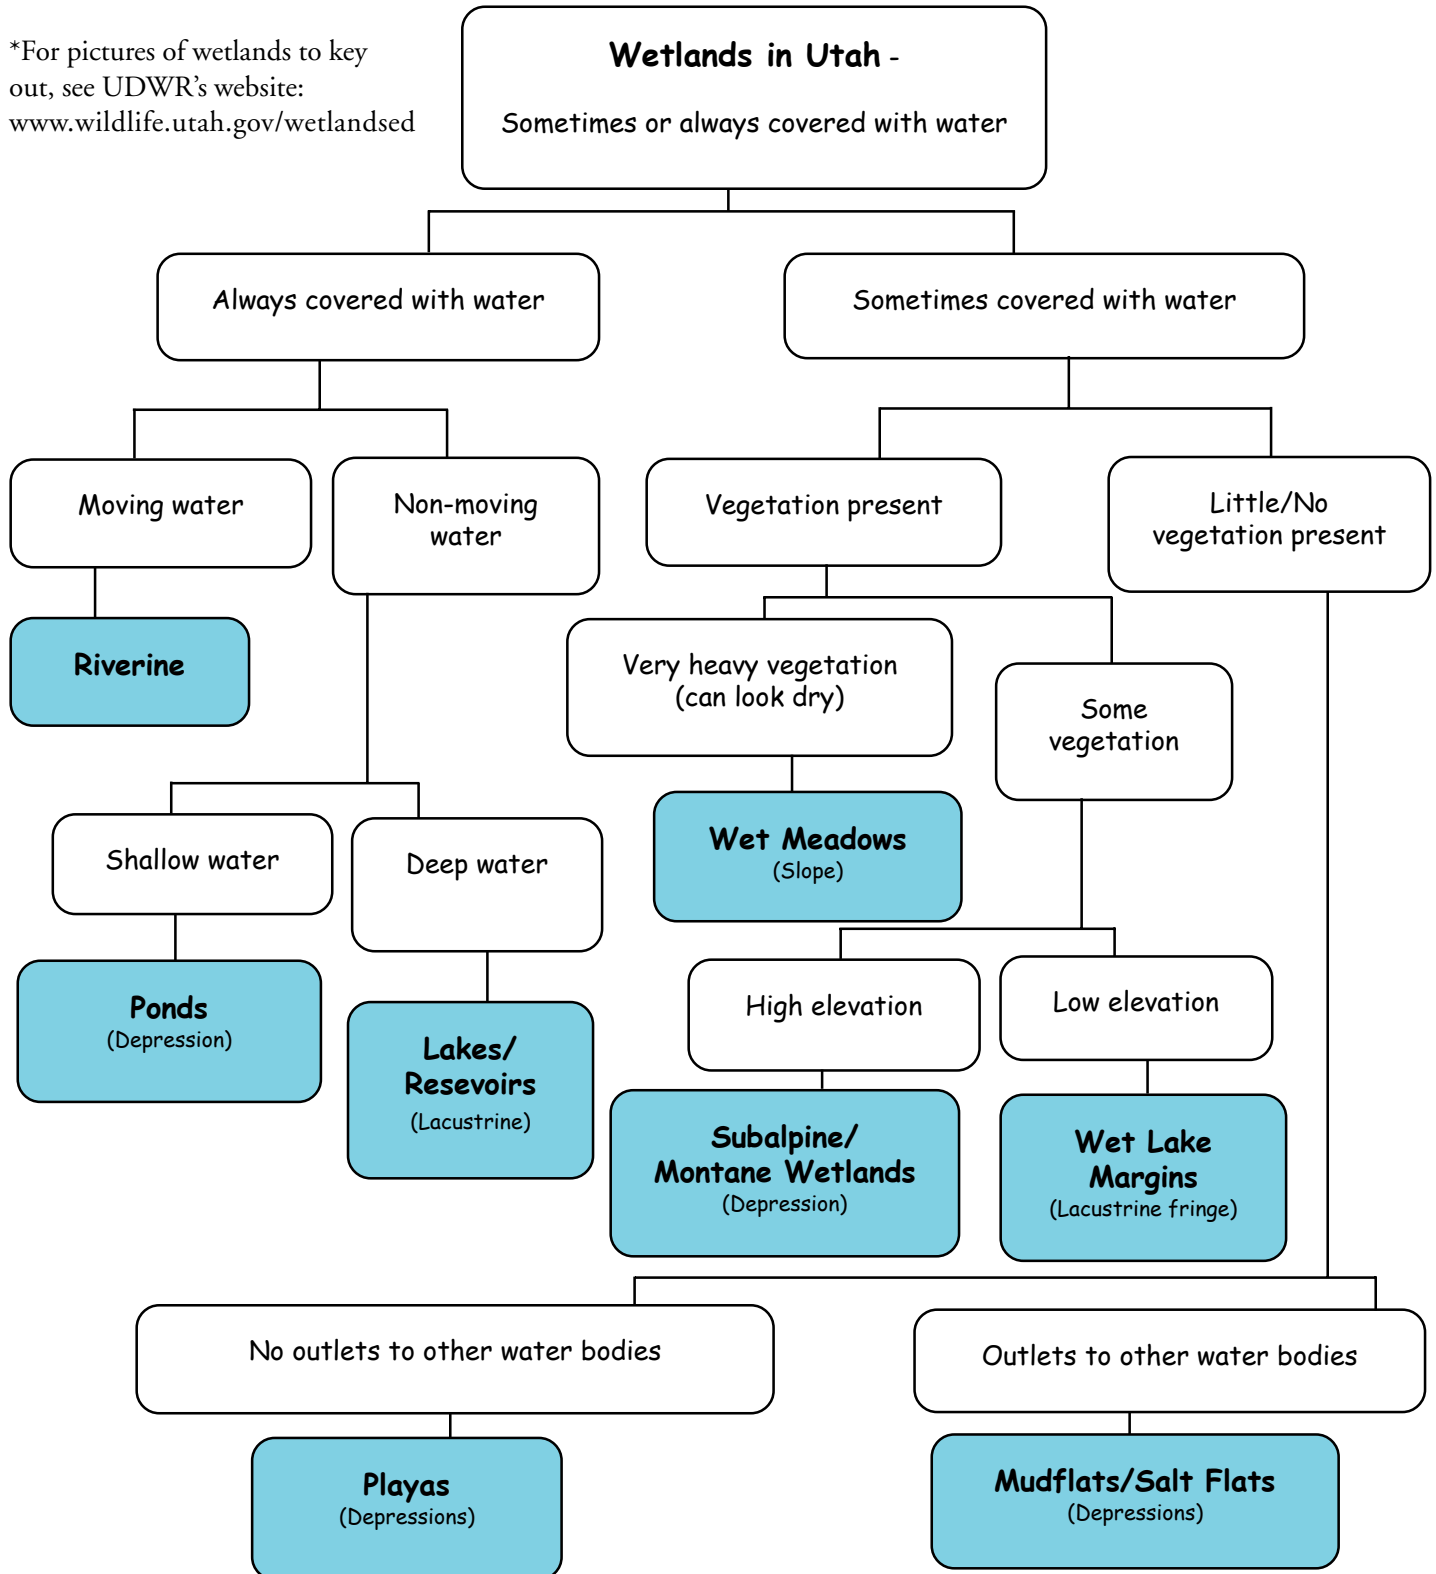 *For pictures of wetlands to key
out, see UDWR's website:
www.wildlife.utah.gov/wetlandsed
Wetlands in Utah -
Sometimes or always covered with water
Always covered with water
Sometimes covered with water
Moving water
Non-moving
water
Vegetation present
Little/No
vegetation present
Riverine
Very heavy vegetation
(can look dry)
Some
vegetation
Shallow water
Deep water
Wet Meadows
(Slope)
Ponds
(Depression)
Lakes/
Resevoirs
(Lacustrine)
High elevation
Low elevation
Subalpine/
Montane Wetlands
(Depression)
Wet Lake
Margins
(Lacustrine fringe)
No outlets to other water bodies
Outlets to other water bodies
Playas
(Depressions)
Mudflats/Salt Flats
(Depressions)